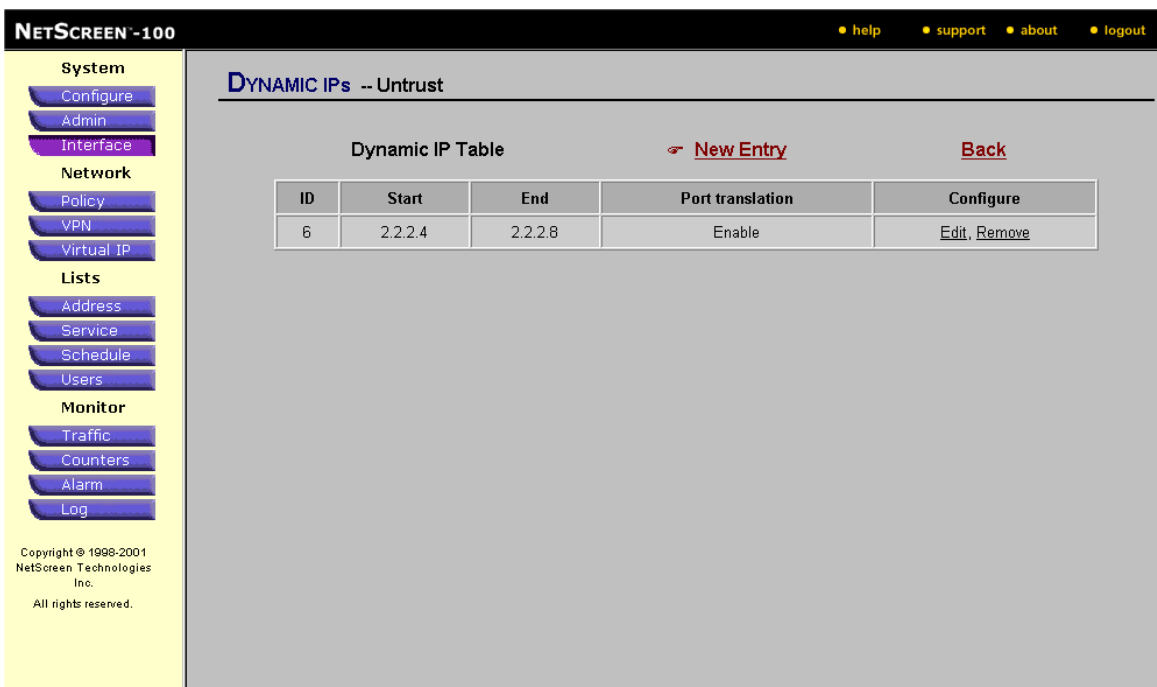 NETSCREEN™-100
help support about logout
System
Configure
Admin
Interface
Network
Policy
VPN
Virtual IP
Lists
Address
Service
Schedule
Users
Monitor
Traffic
Counters
Alarm
Log
Copyright © 1998-2001
NetScreen Technologies
Inc.
All rights reserved.
DYNAMIC IPs -- Untrust
Dynamic IP Table New Entry Back
ID Start End Port translation Configure
6 2.2.2.4 2.2.2.8 Enable Edit, Remove